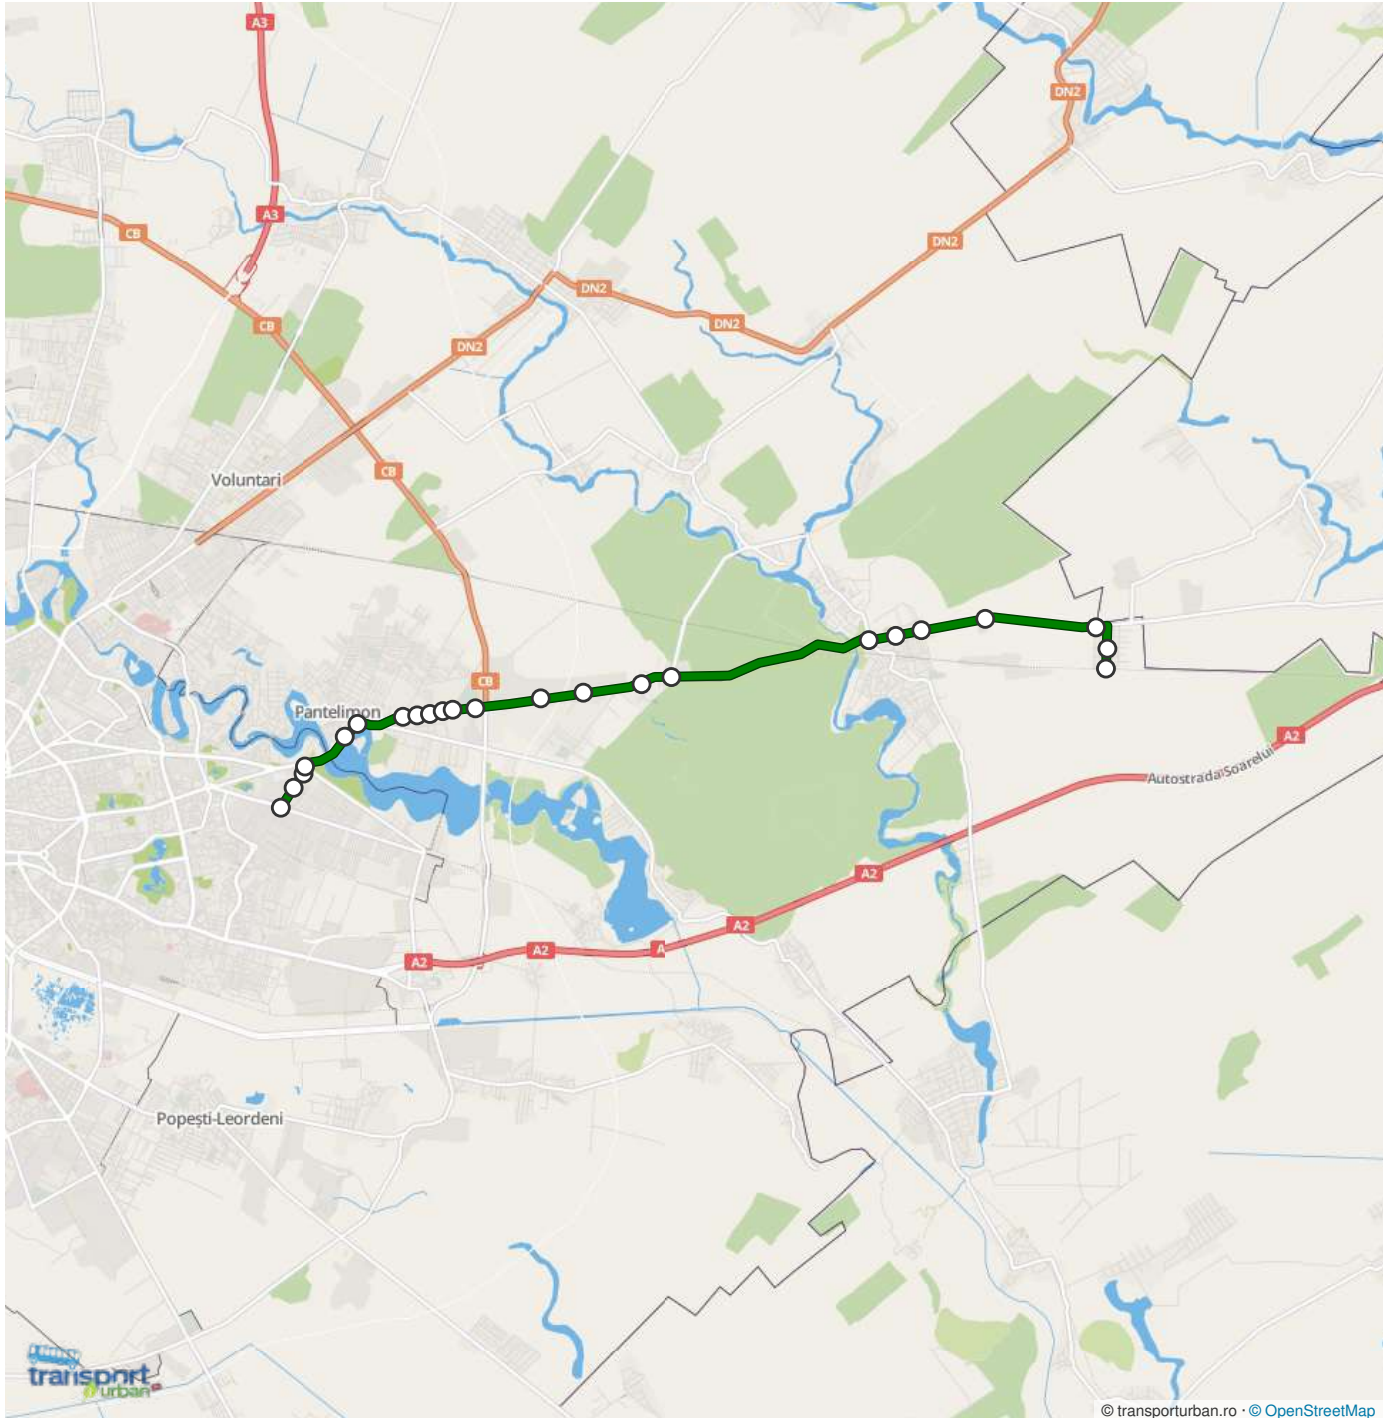 A3
DN2
A3
CB
DN2
DN2
CB
DN2
DN2
CB
Voluntari
CB
Pantelimon
A2
Autostrada Soarelui
A2
A2
A2
A2
A
Popești-Leordeni
transport
urban
© transporturban.ro · © OpenStreetMap